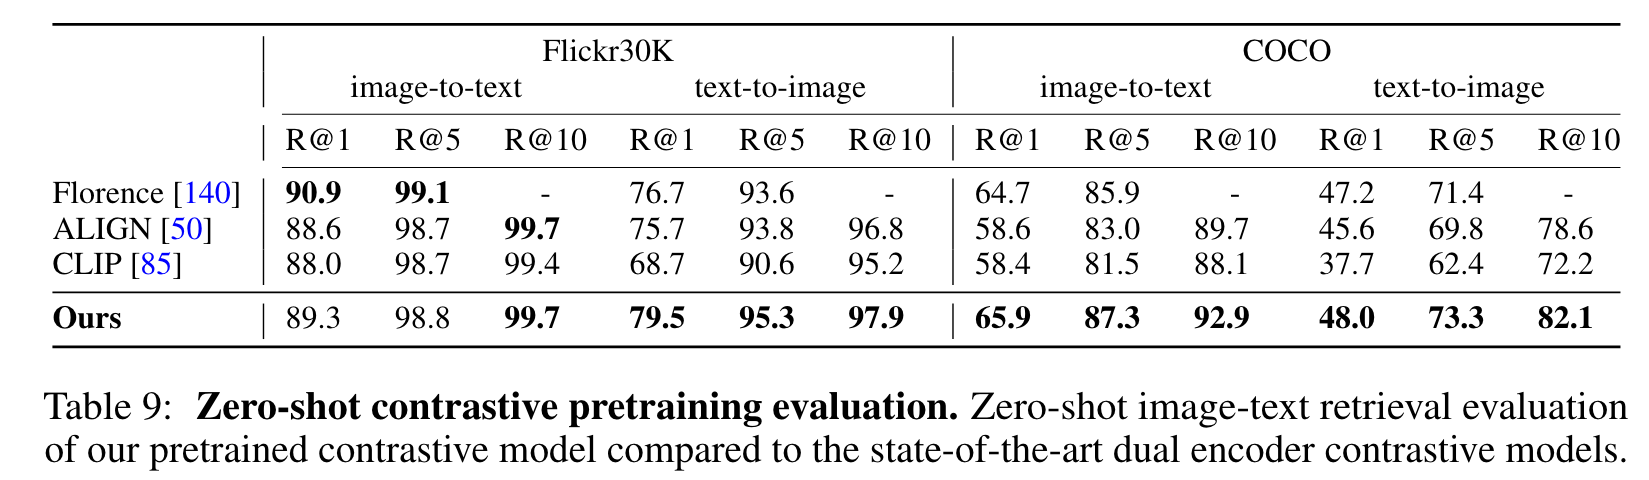 Flickr30K COCO
image-to-text text-to-image image-to-text text-to-image
R@1 R@5 R@10 R@1 R@5 R@10 R@1 R@5 R@10 R@1 R@5 R@10
Florence [140] 90.9 99.1 - 76.7 93.6 - 64.7 85.9 - 47.2 71.4 -
ALIGN [50] 88.6 98.7 99.7 75.7 93.8 96.8 58.6 83.0 89.7 45.6 69.8 78.6
CLIP [85] 88.0 98.7 99.4 68.7 90.6 95.2 58.4 81.5 88.1 37.7 62.4 72.2
Ours 89.3 98.8 99.7 79.5 95.3 97.9 65.9 87.3 92.9 48.0 73.3 82.1
Table 9: Zero-shot contrastive pretraining evaluation. Zero-shot image-text retrieval evaluation
of our pretrained contrastive model compared to the state-of-the-art dual encoder contrastive models.